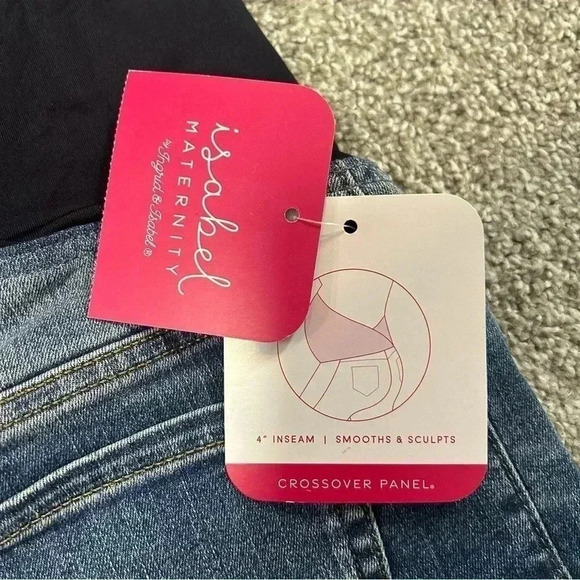 isabel
MATERNITY
by Ingrid & Isabel®
4" INSEAM | SMOOTHS & SCULPTS
CROSSOVER PANEL®